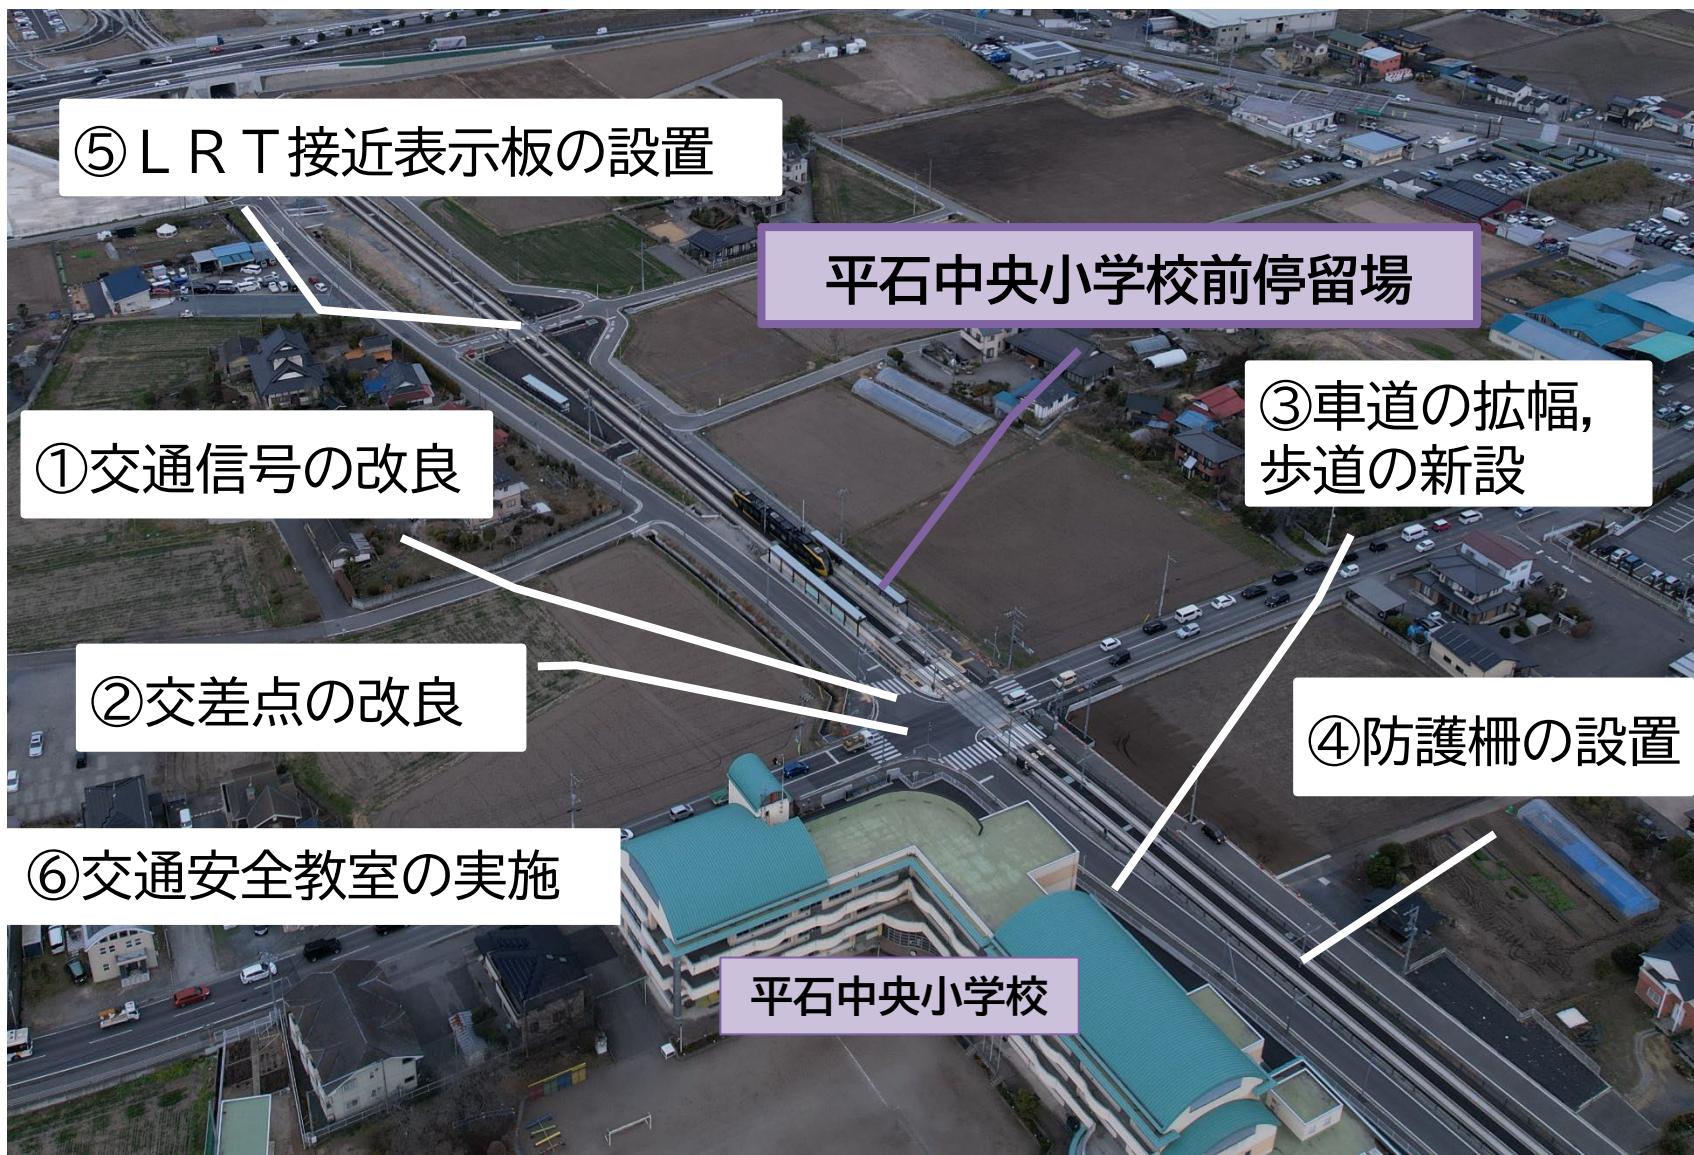 ⑤ＬＲＴ接近表示板の設置
平石中央小学校前停留場
③車道の拡幅，
歩道の新設
①交通信号の改良
②交差点の改良
④防護柵の設置
⑥交通安全教室の実施
平石中央小学校